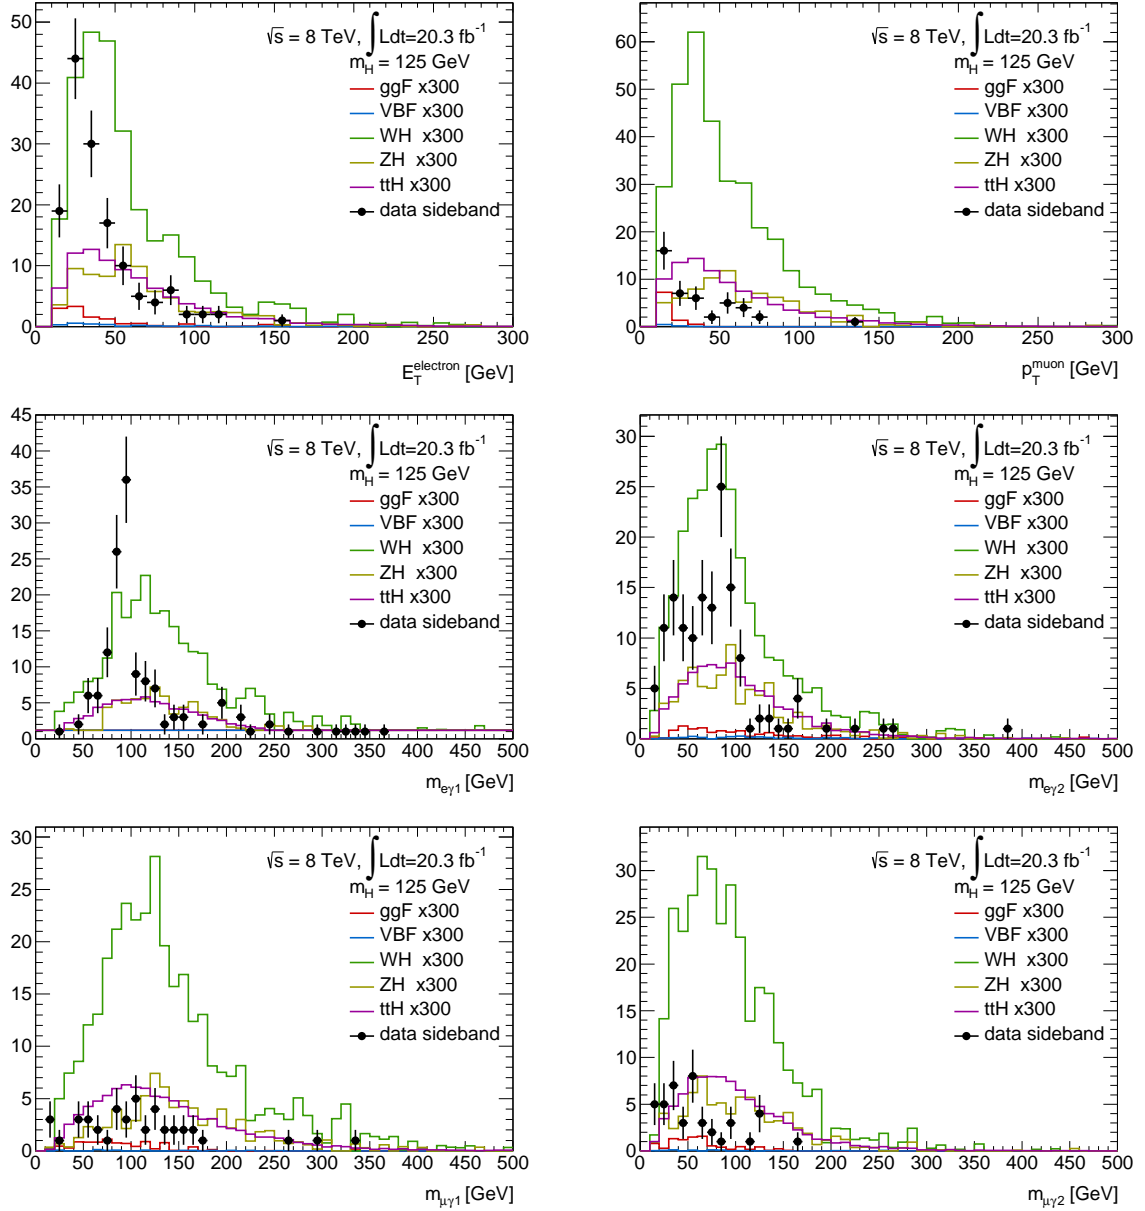 50
40
30
20
10
0
√s = 8 TeV, ∫Ldt=20.3 fb⁻¹
m_H = 125 GeV
ggF x300
VBF x300
WH x300
ZH x300
ttH x300
data sideband
0 50 100 150 200 250 300
E_T^electron [GeV]
60
50
40
30
20
10
0
√s = 8 TeV, ∫Ldt=20.3 fb⁻¹
m_H = 125 GeV
ggF x300
VBF x300
WH x300
ZH x300
ttH x300
data sideband
0 50 100 150 200 250 300
p_T^muon [GeV]
45
40
35
30
25
20
15
10
5
0
√s = 8 TeV, ∫Ldt=20.3 fb⁻¹
m_H = 125 GeV
ggF x300
VBF x300
WH x300
ZH x300
ttH x300
data sideband
0 50 100 150 200 250 300 350 400 450 500
m_eγ1 [GeV]
30
25
20
15
10
5
0
√s = 8 TeV, ∫Ldt=20.3 fb⁻¹
m_H = 125 GeV
ggF x300
VBF x300
WH x300
ZH x300
ttH x300
data sideband
0 50 100 150 200 250 300 350 400 450 500
m_eγ2 [GeV]
30
25
20
15
10
5
0
√s = 8 TeV, ∫Ldt=20.3 fb⁻¹
m_H = 125 GeV
ggF x300
VBF x300
WH x300
ZH x300
ttH x300
data sideband
0 50 100 150 200 250 300 350 400 450 500
m_μγ1 [GeV]
30
25
20
15
10
5
0
√s = 8 TeV, ∫Ldt=20.3 fb⁻¹
m_H = 125 GeV
ggF x300
VBF x300
WH x300
ZH x300
ttH x300
data sideband
0 50 100 150 200 250 300 350 400 450 500
m_μγ2 [GeV]